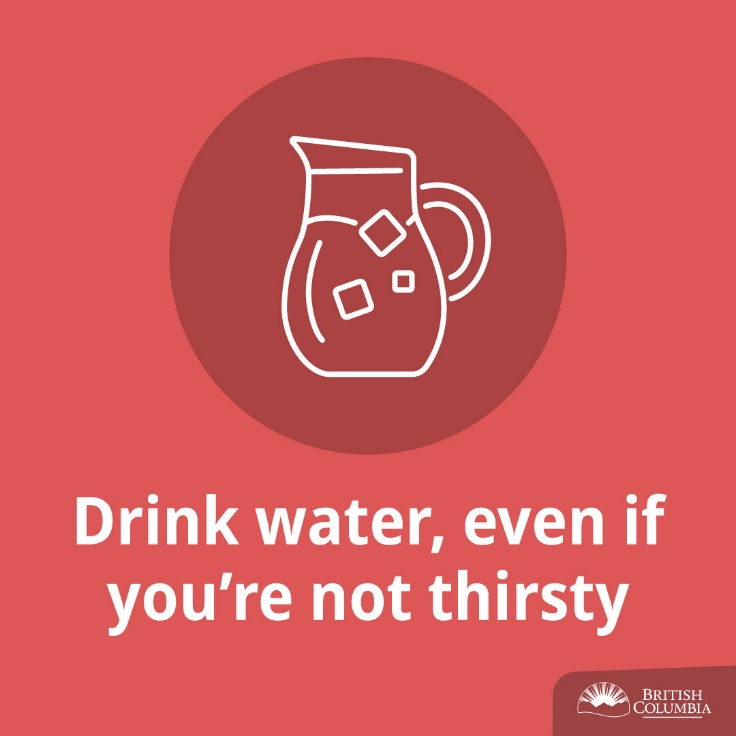 Drink water, even if
you’re not thirsty
BRITISH
COLUMBIA